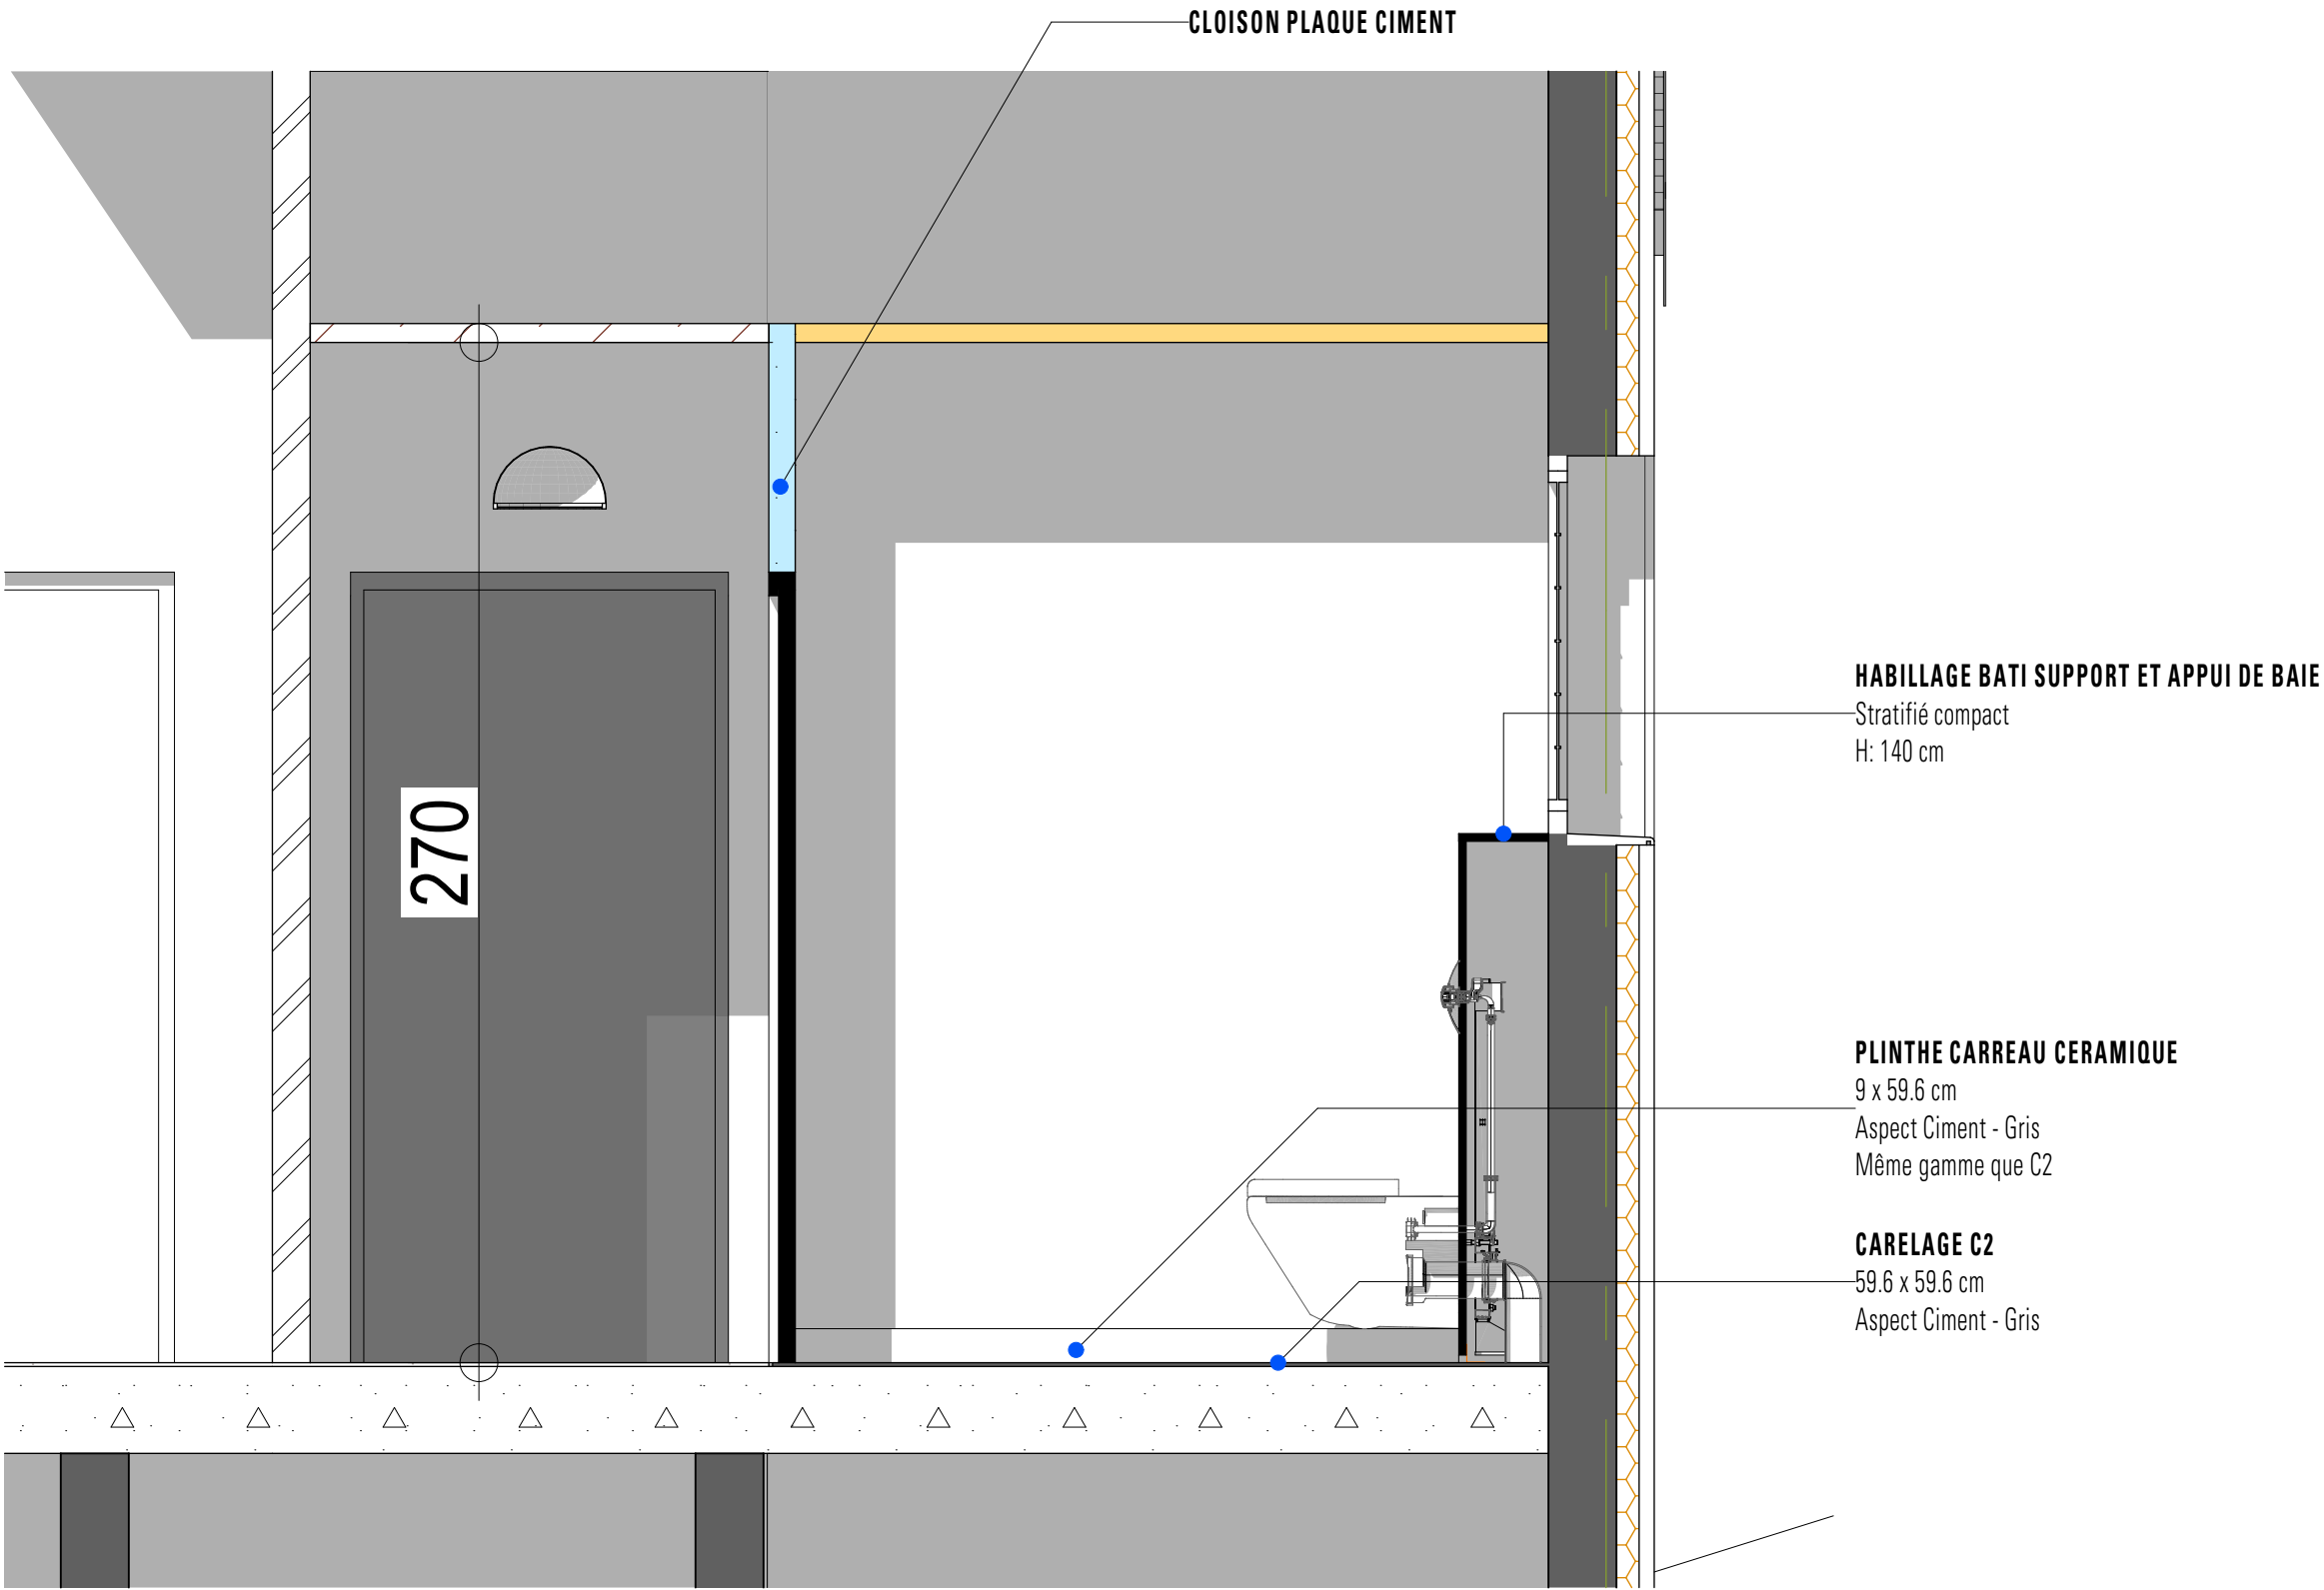 CLOISON PLAQUE CIMENT
270
HABILLAGE BATI SUPPORT ET APPUI DE BAIE
Stratifié compact
H: 140 cm
PLINTHE CARREAU CERAMIQUE
9 x 59.6 cm
Aspect Ciment - Gris
Même gamme que C2
CARELAGE C2
59.6 x 59.6 cm
Aspect Ciment - Gris